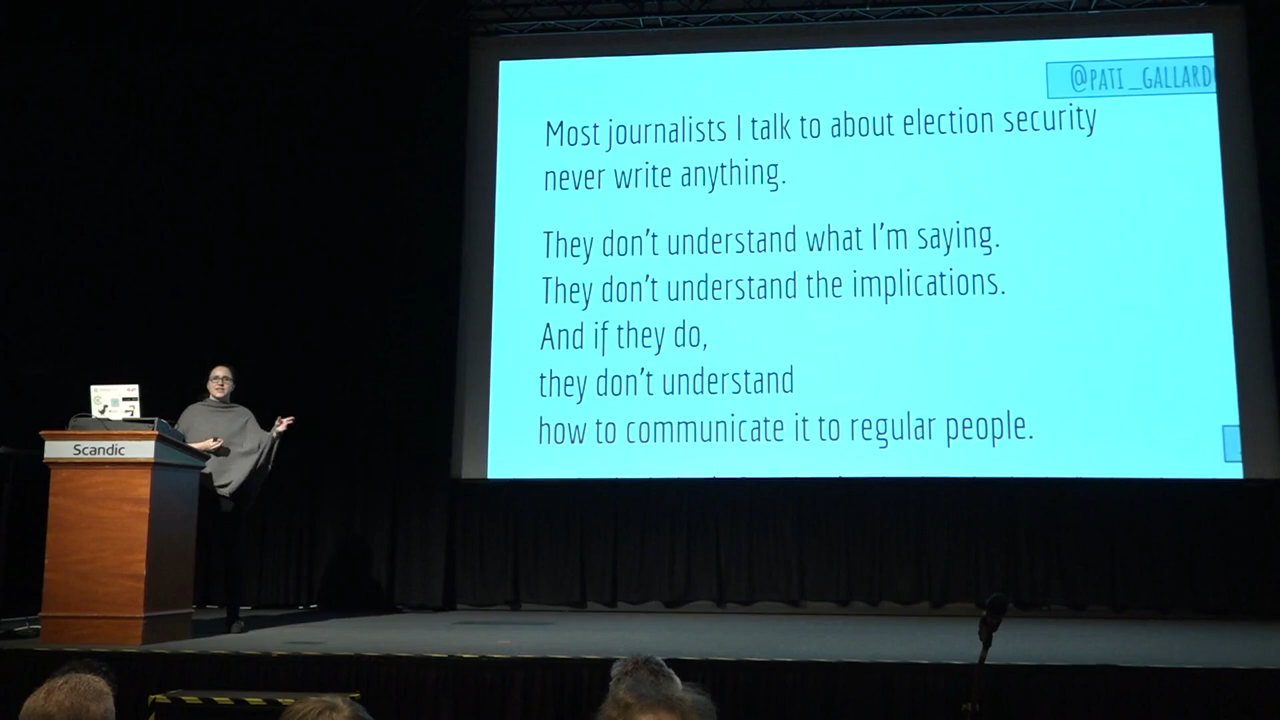 @PATI_GALLARD
Most journalists I talk to about election security
never write anything.
They don't understand what I'm saying.
They don't understand the implications.
And if they do,
they don't understand
how to communicate it to regular people.
Scandic